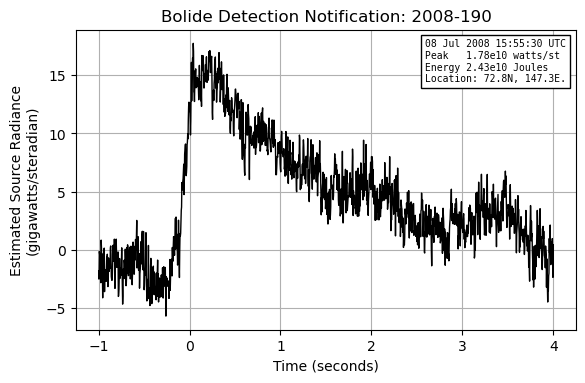 Bolide Detection Notification: 2008-190
08 Jul 2008 15:55:30 UTC
Peak   1.78e10 watts/st
Energy 2.43e10 Joules
Location: 72.8N, 147.3E.
Estimated Source Radiance
(gigawatts/steradian)
15
10
5
0
−5
−1
0
1
2
3
4
Time (seconds)